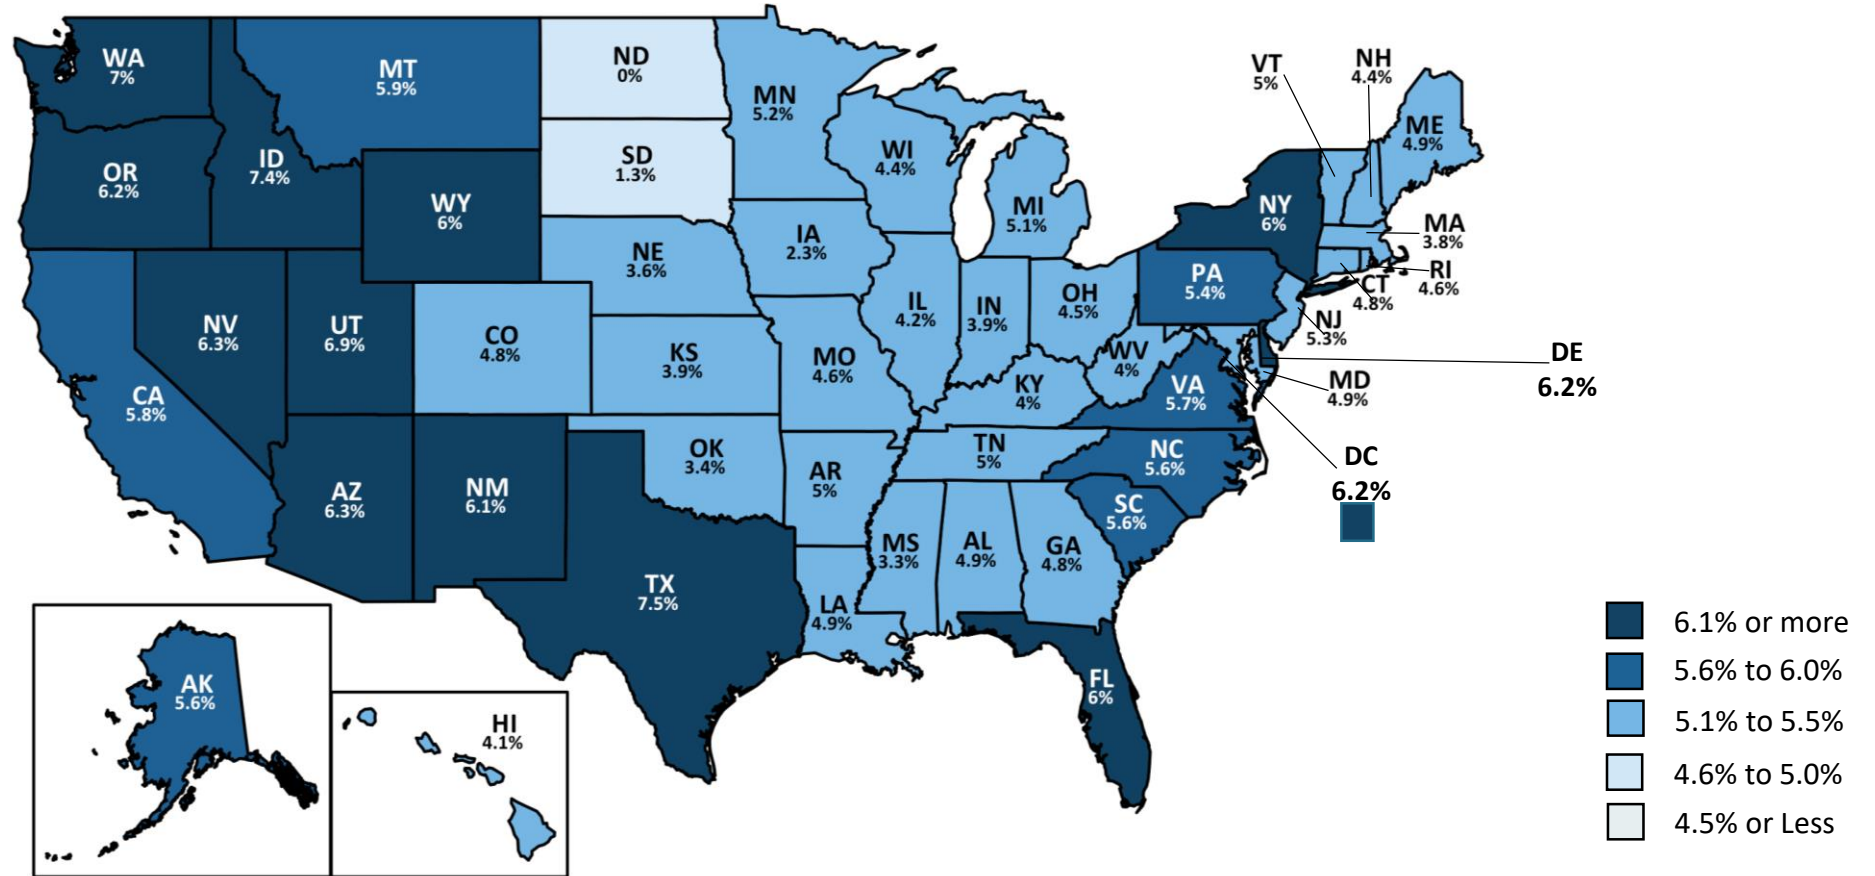 WA
7%
MT
5.9%
ND
0%
MN
5.2%
VT
5%
NH
4.4%
ME
4.9%
OR
6.2%
ID
7.4%
WY
6%
SD
1.3%
WI
4.4%
MI
5.1%
NY
6%
MA
3.8%
RI
4.6%
CT
4.8%
NJ
5.3%
NE
3.6%
IA
2.3%
PA
5.4%
IL
4.2%
IN
3.9%
OH
4.5%
NV
6.3%
UT
6.9%
CO
4.8%
KS
3.9%
MO
4.6%
WV
4%
KY
4%
VA
5.7%
DE
6.2%
MD
4.9%
CA
5.8%
AZ
6.3%
NM
6.1%
OK
3.4%
AR
5%
TN
5%
NC
5.6%
DC
6.2%
SC
5.6%
MS
3.3%
AL
4.9%
GA
4.8%
TX
7.5%
LA
4.9%
FL
6%
AK
5.6%
HI
4.1%
6.1% or more
5.6% to 6.0%
5.1% to 5.5%
4.6% to 5.0%
4.5% or Less